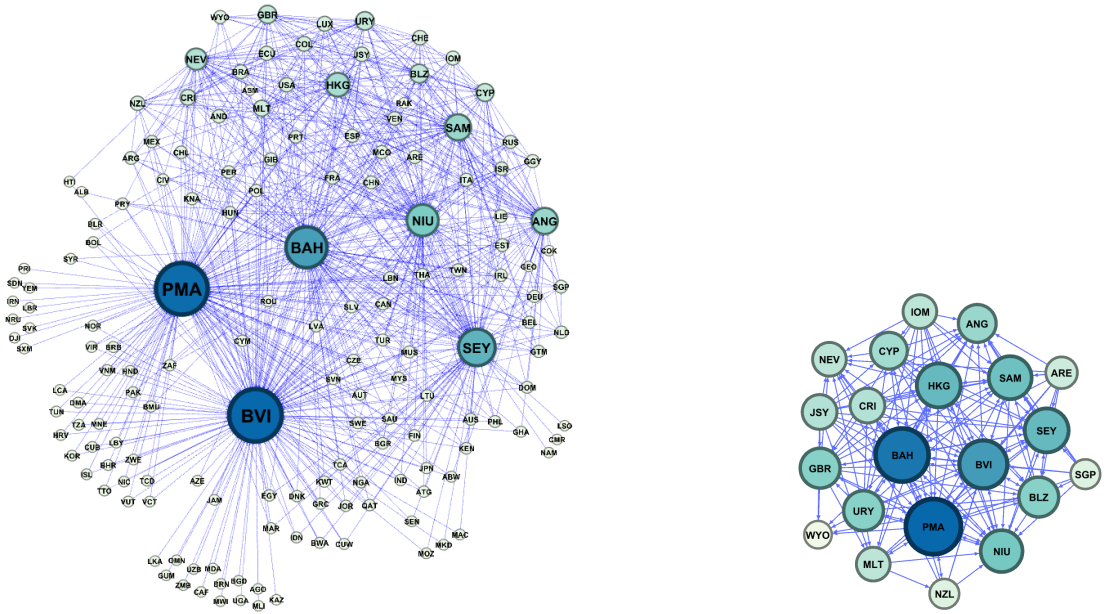 WYO
GBR
LUX
URY
CHE
NEV
ECU
COL
JSY
IOM
BRA
ASM
USA
HKG
BLZ
CYP
NZL
CRI
AND
MLT
RAK
VEN
SAM
MEX
PRT
ESP
RUS
ARG
CHL
GIB
MCO
ARE
GGY
ISR
HTI
ALB
CIV
PER
POL
FRA
CHN
ITA
KNA
PRY
HUN
NIU
LIE
ANG
BLR
BOL
BAH
EST
COK
SYR
PRI
SDN
YEM
PMA
LBN
THA
TWN
IRL
GEO
SGP
IRN
LBR
ROU
SLV
CAN
DEU
NRU
SVK
NOR
LVA
BEL
NLD
DJI
SXM
VIR
BRB
CYM
TUR
MUS
SEY
GTM
VNM
HND
ZAF
CZE
LCA
DMA
PAK
BMU
SVN
MYS
AUT
LTU
DOM
TUN
TZA
MNE
BVI
SWE
SAU
AUS
PHL
GHA
LSO
HRV
CUB
LBY
BGR
FIN
KEN
CMR
NAM
KOR
BHR
ZWE
ISL
NIC
TCD
AZE
TCA
KWT
NGA
IND
JPN
ABW
TTO
VUT
VCT
JAM
EGY
DNK
GRC
JOR
QAT
ATG
MAR
IDN
BWA
CUW
SEN
MAC
MOZ
MKD
LKA
OMN
GUM
UZB
MDA
ZMB
CAF
BRN
BGD
MWI
UGA
AGO
MLI
KAZ
IOM
ANG
NEV
CYP
HKG
SAM
ARE
JSY
CRI
SEY
BAH
BVI
GBR
SGP
BLZ
URY
PMA
WYO
NIU
MLT
NZL